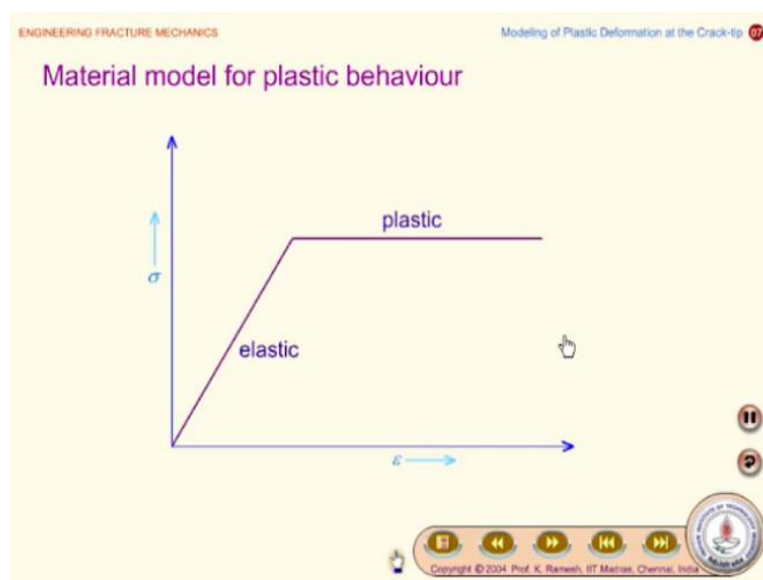 ENGINEERING FRACTURE MECHANICS
Modeling of Plastic Deformation at the Crack-tip 07
Material model for plastic behaviour
plastic
σ
elastic
ε
Copyright © 2004 Prof. K. Ramesh, IIT Madras, Chennai, India